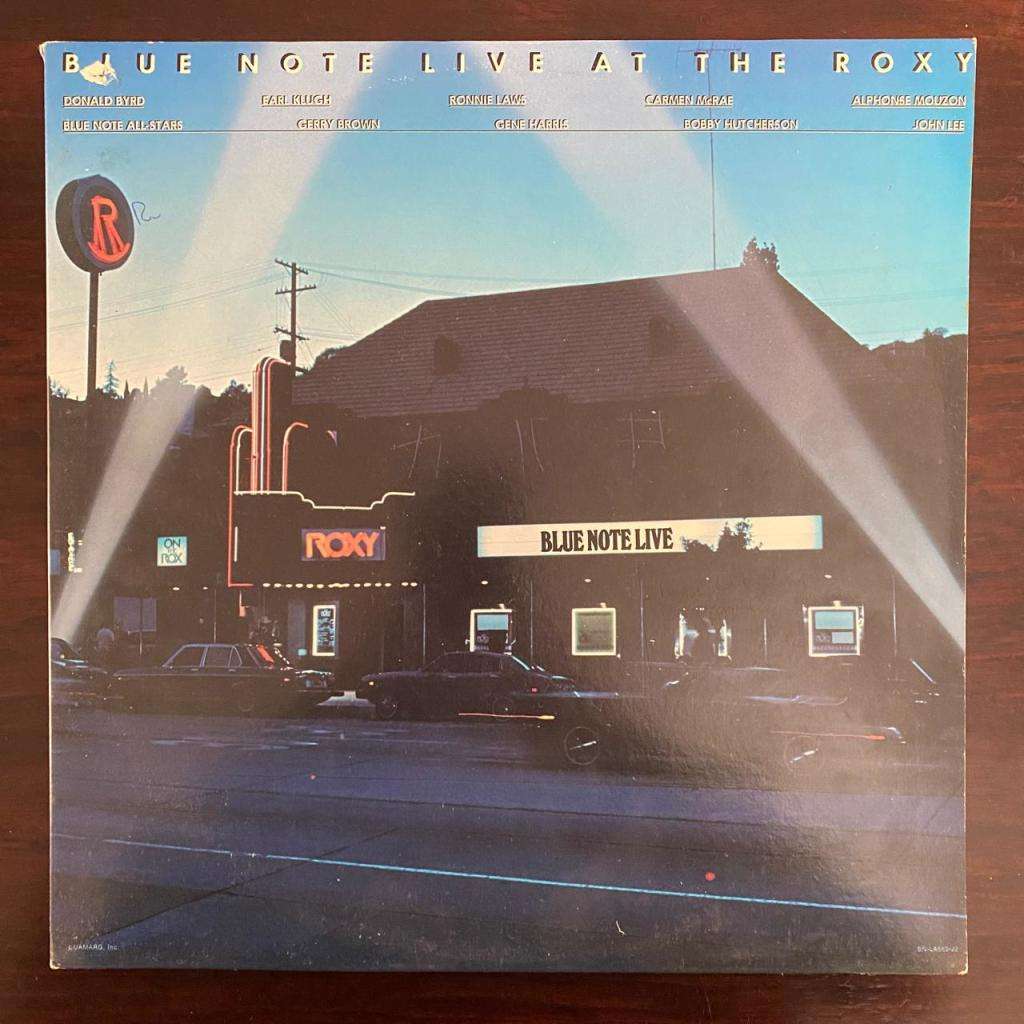 BLUE NOTE LIVE AT THE ROXY
DONALD BYRD EARL KLUGH RONNIE LAWS CARMEN McRAE ALPHONSE MOUZON
BLUE NOTE ALL-STARS GERRY BROWN GENE HARRIS BOBBY HUTCHERSON JOHN LEE
R
ON THE ROX
ROXY
BLUE NOTE LIVE